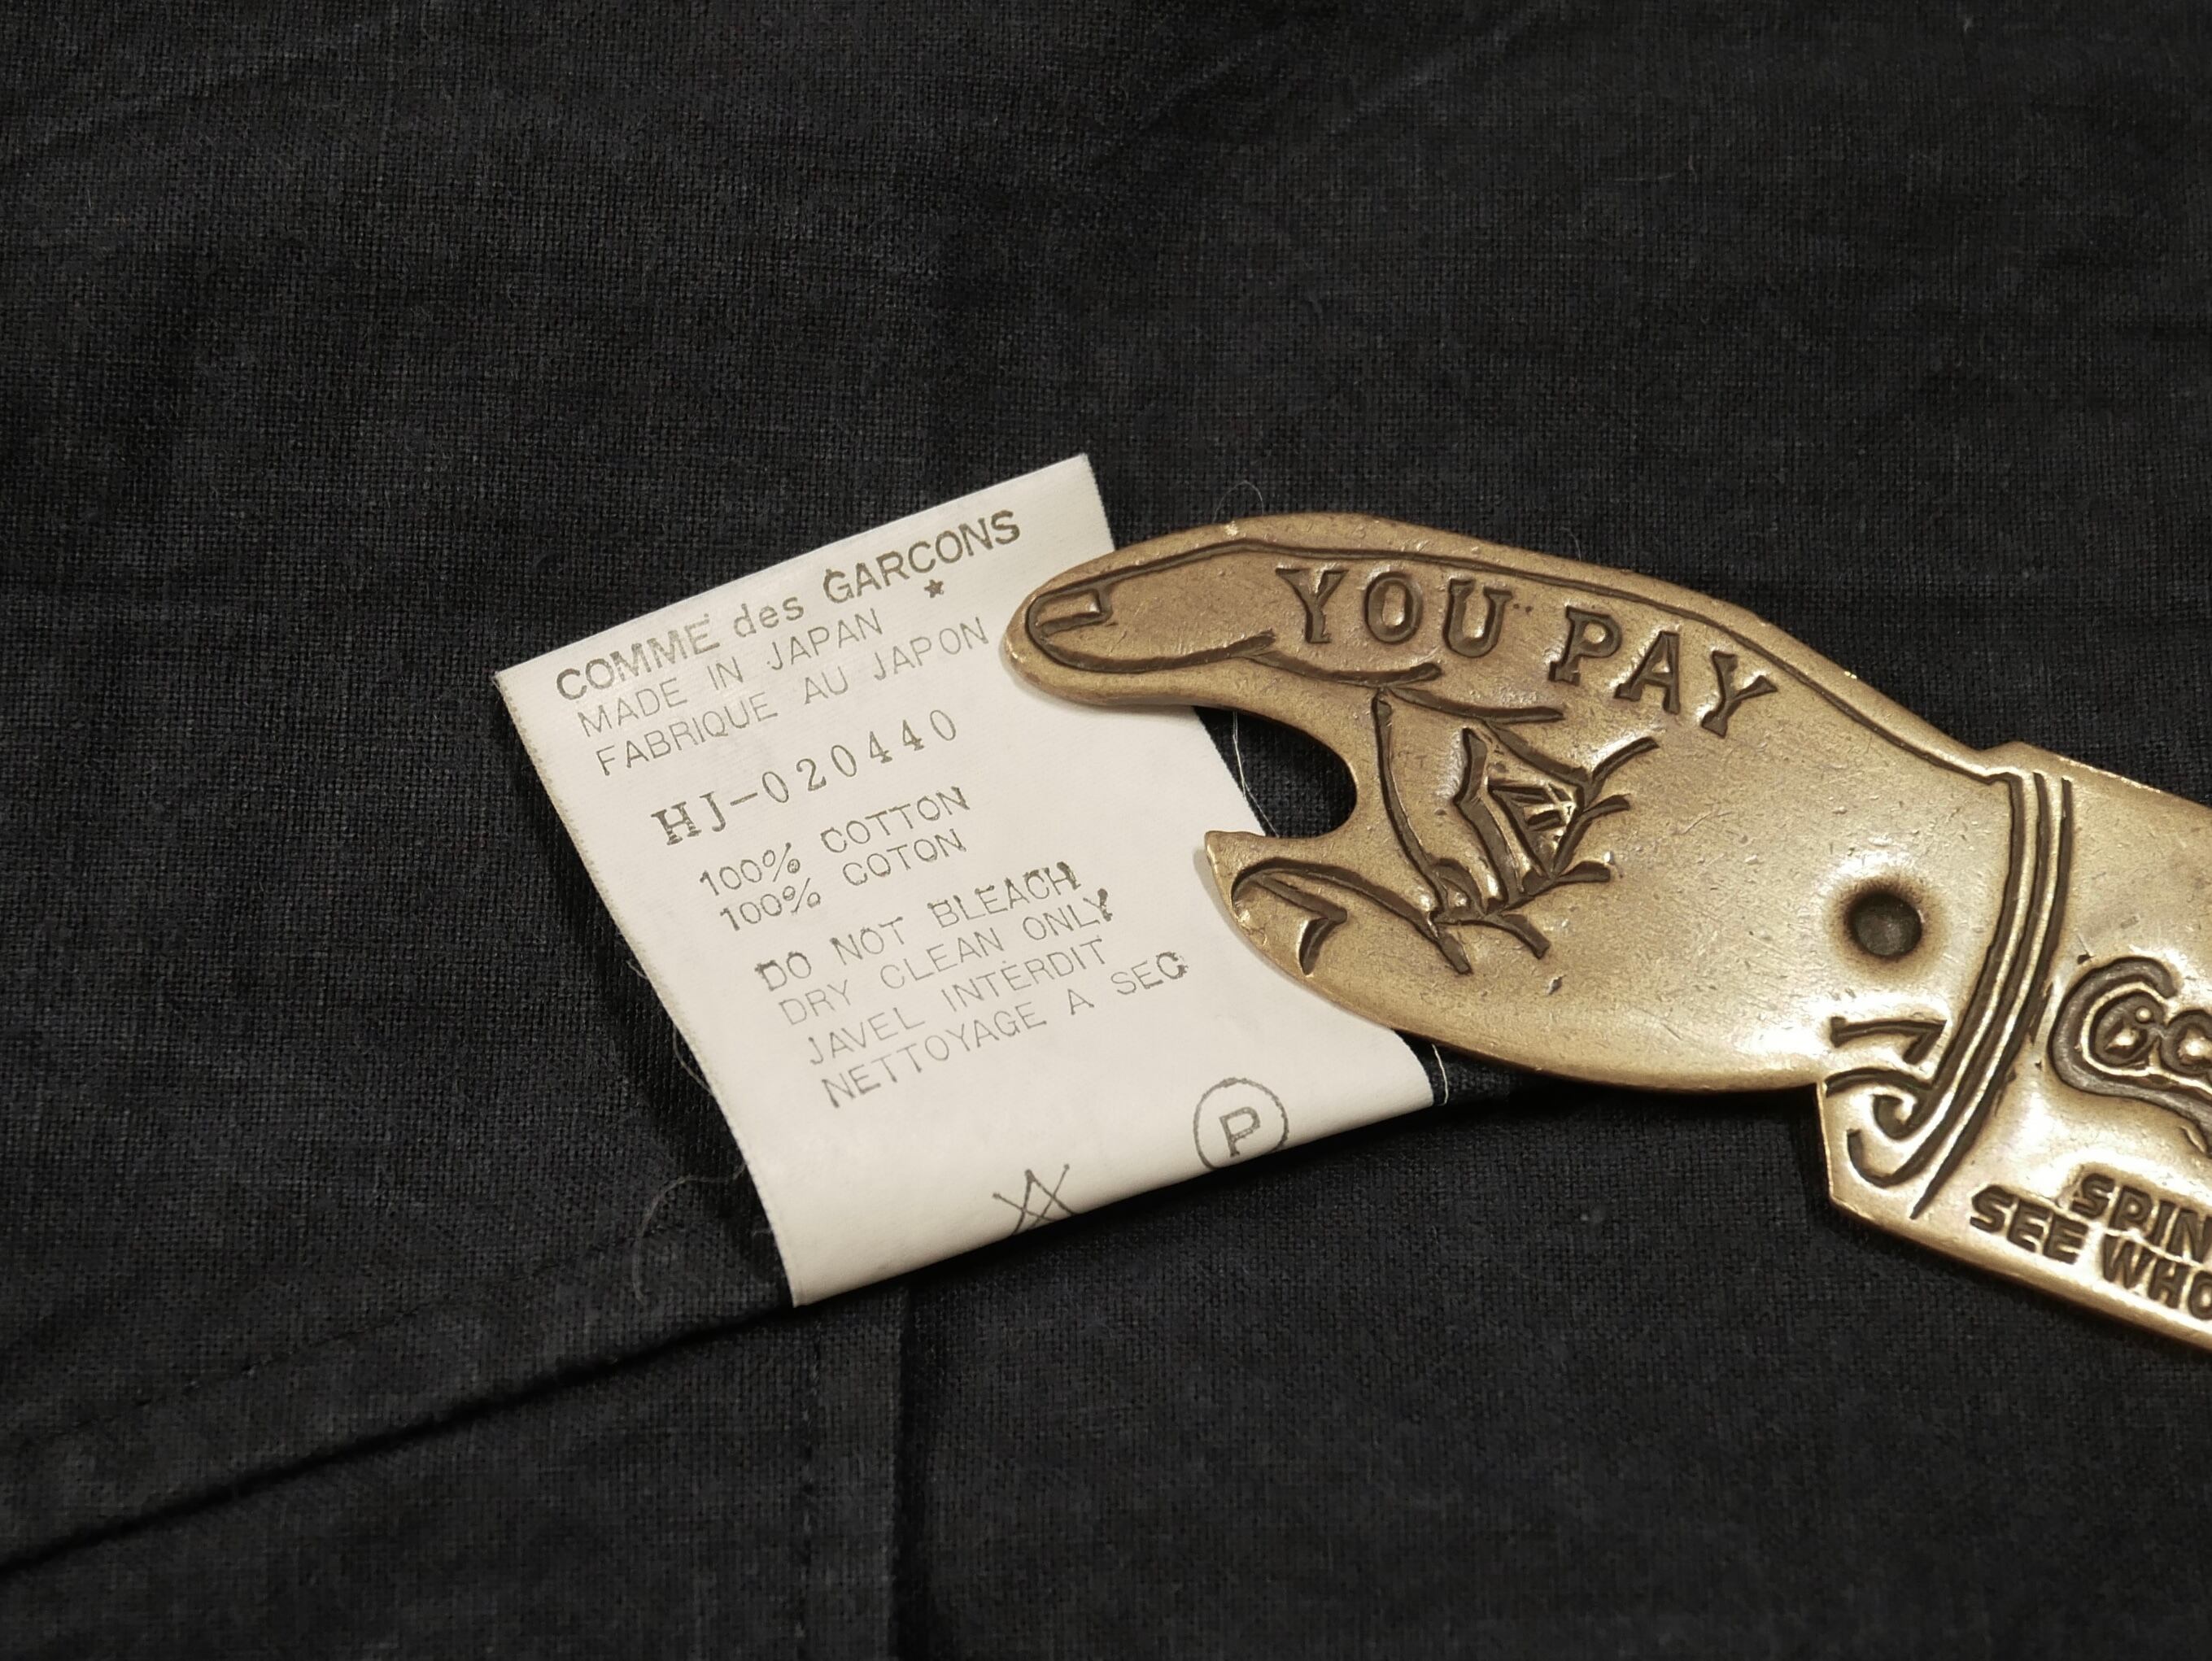 COMME des GARCONS
MADE IN JAPAN ★
FABRIQUE AU JAPON
HJ-020440
100% COTTON
100% COTON
DO NOT BLEACH
DRY CLEAN ONLY
JAVEL INTERDIT
NETTOYAGE A SEC
P
YOU PAY
SPIN
SEE WHO